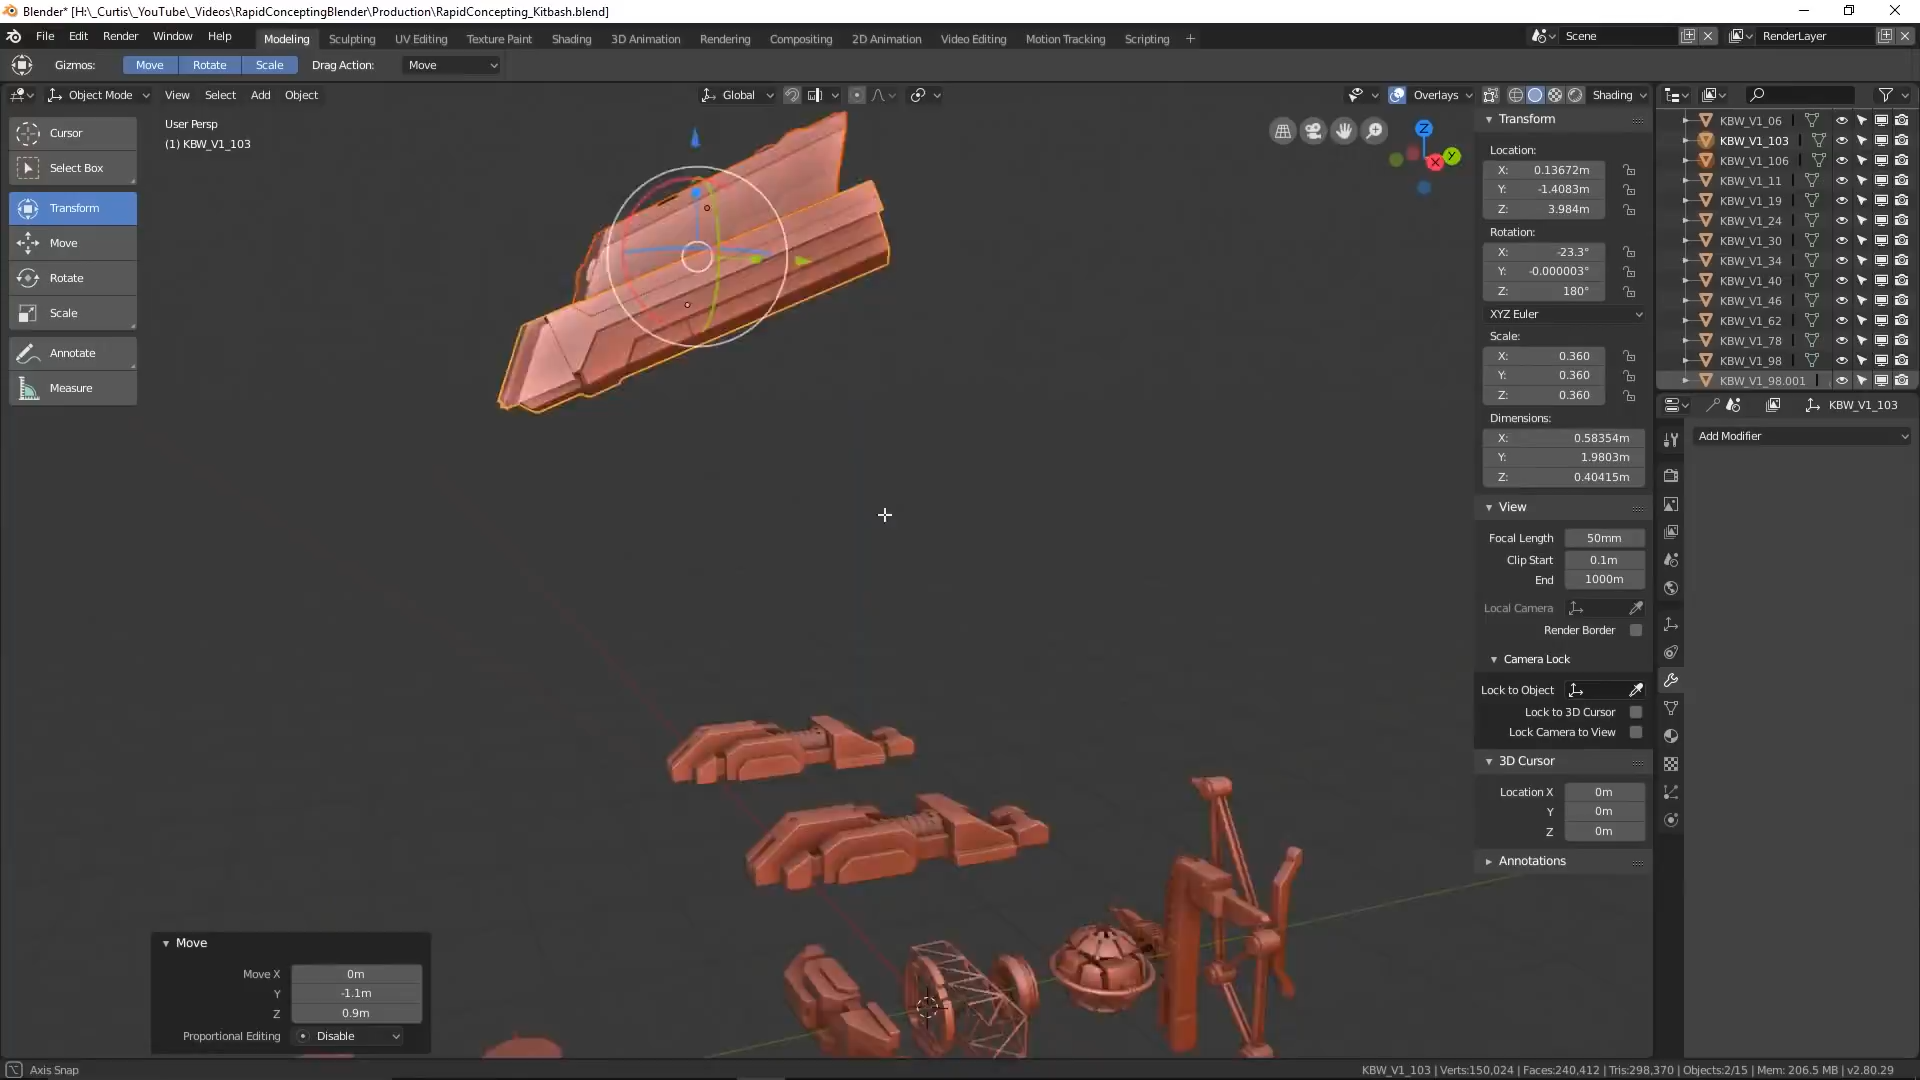 Blender* [H:\_Curtis\_YouTube\_Videos\RapidConceptingBlender\Production\RapidConcepting_Kitbash.blend]
File Edit Render Window Help
Modeling Sculpting UV Editing Texture Paint Shading 3D Animation Rendering Compositing 2D Animation Video Editing Motion Tracking Scripting +
Scene
RenderLayer
Gizmos: Move Rotate Scale Drag Action: Move
Object Mode View Select Add Object
Global
Overlays
Shading
Cursor
Select Box
Transform
Move
Rotate
Scale
Annotate
Measure
User Persp
(1) KBW_V1_103
Z
X
Y
Transform
Location:
X: 0.13672m
Y: -1.4083m
Z: 3.984m
Rotation:
X: -23.3°
Y: -0.000003°
Z: 180°
XYZ Euler
Scale:
X: 0.360
Y: 0.360
Z: 0.360
Dimensions:
X: 0.58354m
Y: 1.9803m
Z: 0.40415m
View
Focal Length 50mm
Clip Start 0.1m
End 1000m
Local Camera
Render Border
Camera Lock
Lock to Object
Lock to 3D Cursor
Lock Camera to View
3D Cursor
Location X 0m
Y 0m
Z 0m
Annotations
KBW_V1_06
KBW_V1_103
KBW_V1_106
KBW_V1_11
KBW_V1_19
KBW_V1_24
KBW_V1_30
KBW_V1_34
KBW_V1_40
KBW_V1_46
KBW_V1_62
KBW_V1_78
KBW_V1_98
KBW_V1_98.001
KBW_V1_103
Add Modifier
Move
Move X 0m
Y -1.1m
Z 0.9m
Proportional Editing Disable
Axis Snap
KBW_V1_103 | Verts:150,024 | Faces:240,412 | Tris:298,370 | Objects:2/15 | Mem: 206.5 MB | v2.80.29